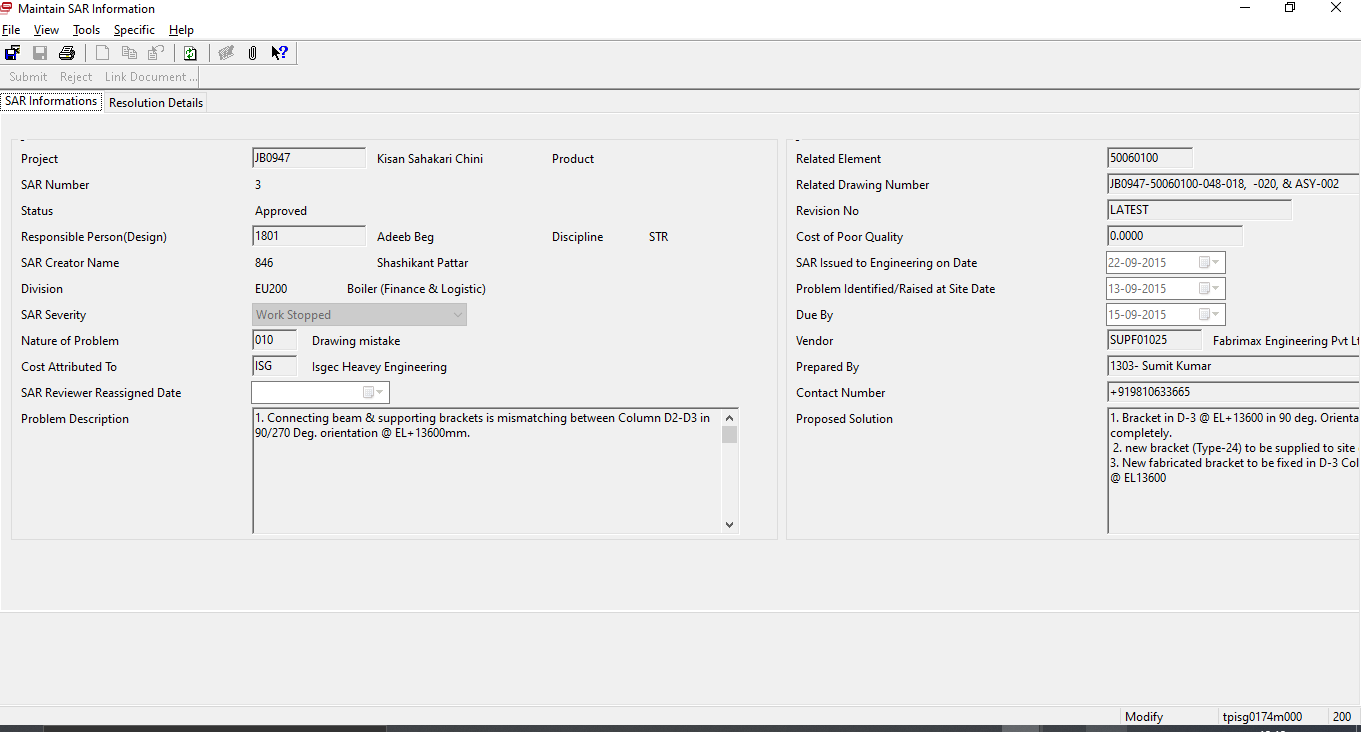 Maintain SAR Information
File View Tools Specific Help
Submit Reject Link Document ...
SAR Informations Resolution Details
Project JB0947 Kisan Sahakari Chini Product
SAR Number 3
Status Approved
Responsible Person(Design) 1801 Adeeb Beg Discipline STR
SAR Creator Name 846 Shashikant Pattar
Division EU200 Boiler (Finance & Logistic)
SAR Severity Work Stopped
Nature of Problem 010 Drawing mistake
Cost Attributed To ISG Isgec Heavey Engineering
SAR Reviewer Reassigned Date
Problem Description 1. Connecting beam & supporting brackets is mismatching between Column D2-D3 in
90/270 Deg. orientation @ EL+13600mm.
Related Element 50060100
Related Drawing Number JB0947-50060100-048-018, -020, & ASY-002
Revision No LATEST
Cost of Poor Quality 0.0000
SAR Issued to Engineering on Date 22-09-2015
Problem Identified/Raised at Site Date 13-09-2015
Due By 15-09-2015
Vendor SUPF01025 Fabrimax Engineering Pvt Lt
Prepared By 1303- Sumit Kumar
Contact Number +919810633665
Proposed Solution 1. Bracket in D-3 @ EL+13600 in 90 deg. Orienta
completely.
2. new bracket (Type-24) to be supplied to site
3. New fabricated bracket to be fixed in D-3 Col
@ EL13600
Modify tpisg0174m000 200